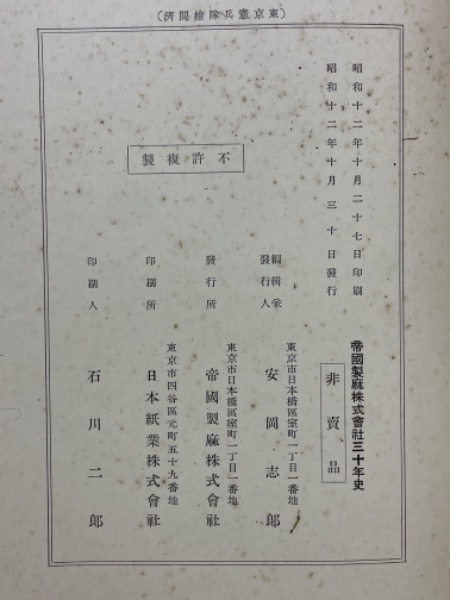 (東京憲兵隊檢閲済)
昭和十二年十月二十七日印刷
昭和十二年十月三十日發行
不許複製
帝國製麻株式會社三十年史
非賣品
編輯兼
發行人
東京市日本橋區室町一丁目一番地
安岡志郎
發行所
東京市日本橋區室町一丁目一番地
帝國製麻株式會社
印刷所
東京市四谷區元町五十九番地
日本紙業株式會社
印刷人
石川二郎